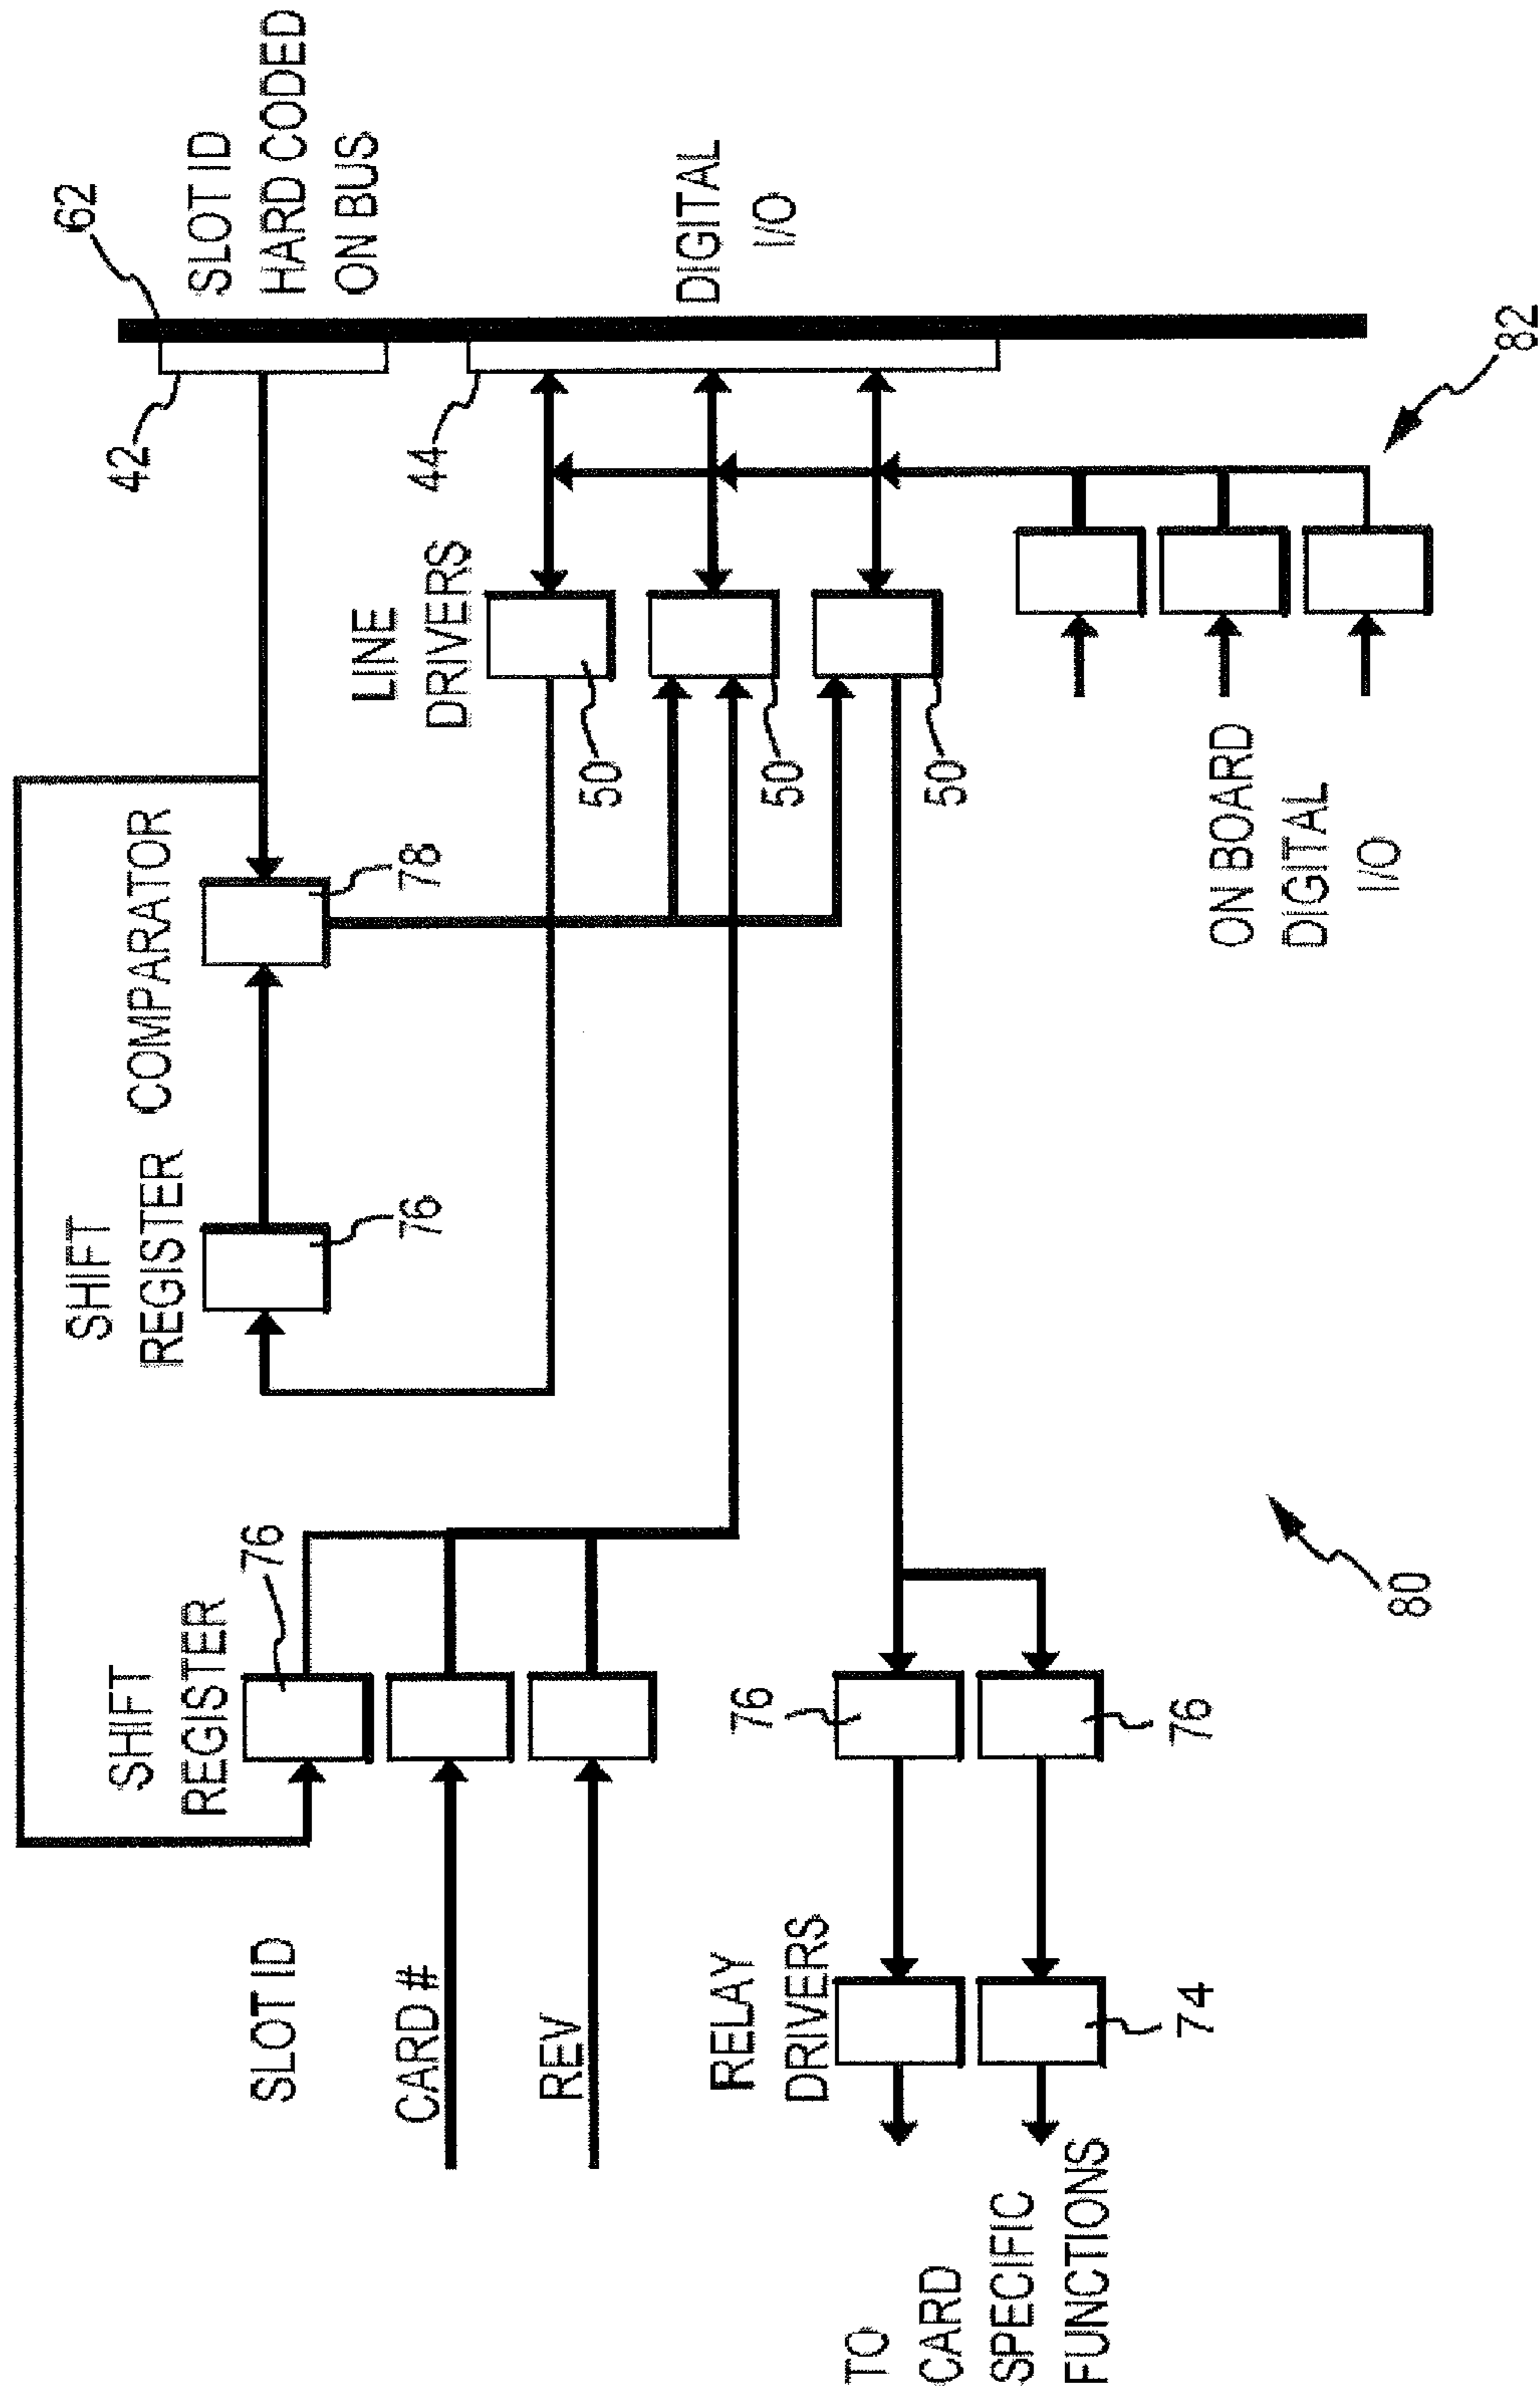 62
SLOT ID
HARD CODED
ON BUS
42
DIGITAL
I/O
44
LINE
DRIVERS
50
50
50
82
ON BOARD
DIGITAL
I/O
COMPARATOR
78
SHIFT
REGISTER
76
SHIFT
REGISTER
76
SLOT ID
CARD #
REV
76
76
RELAY
DRIVERS
74
TO
CARD
SPECIFIC
FUNCTIONS
80